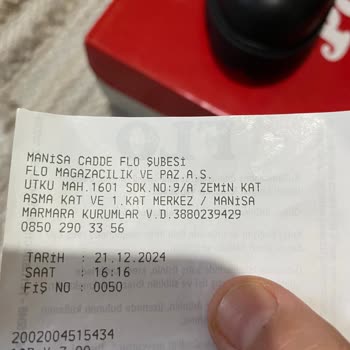 MANİSA CADDE FLO ŞUBESİ
FLO MAGAZACILIK VE PAZ.A.S.
UTKU MAH.1601 SOK.NO:9/A ZEMİN KAT
ASMA KAT VE 1.KAT MERKEZ / MANİSA
MARMARA KURUMLAR V.D.3880239429
0850 290 33 56
TARİH : 21.12.2024
SAAT : 16:16
FİŞ NO : 0050
2002004515434